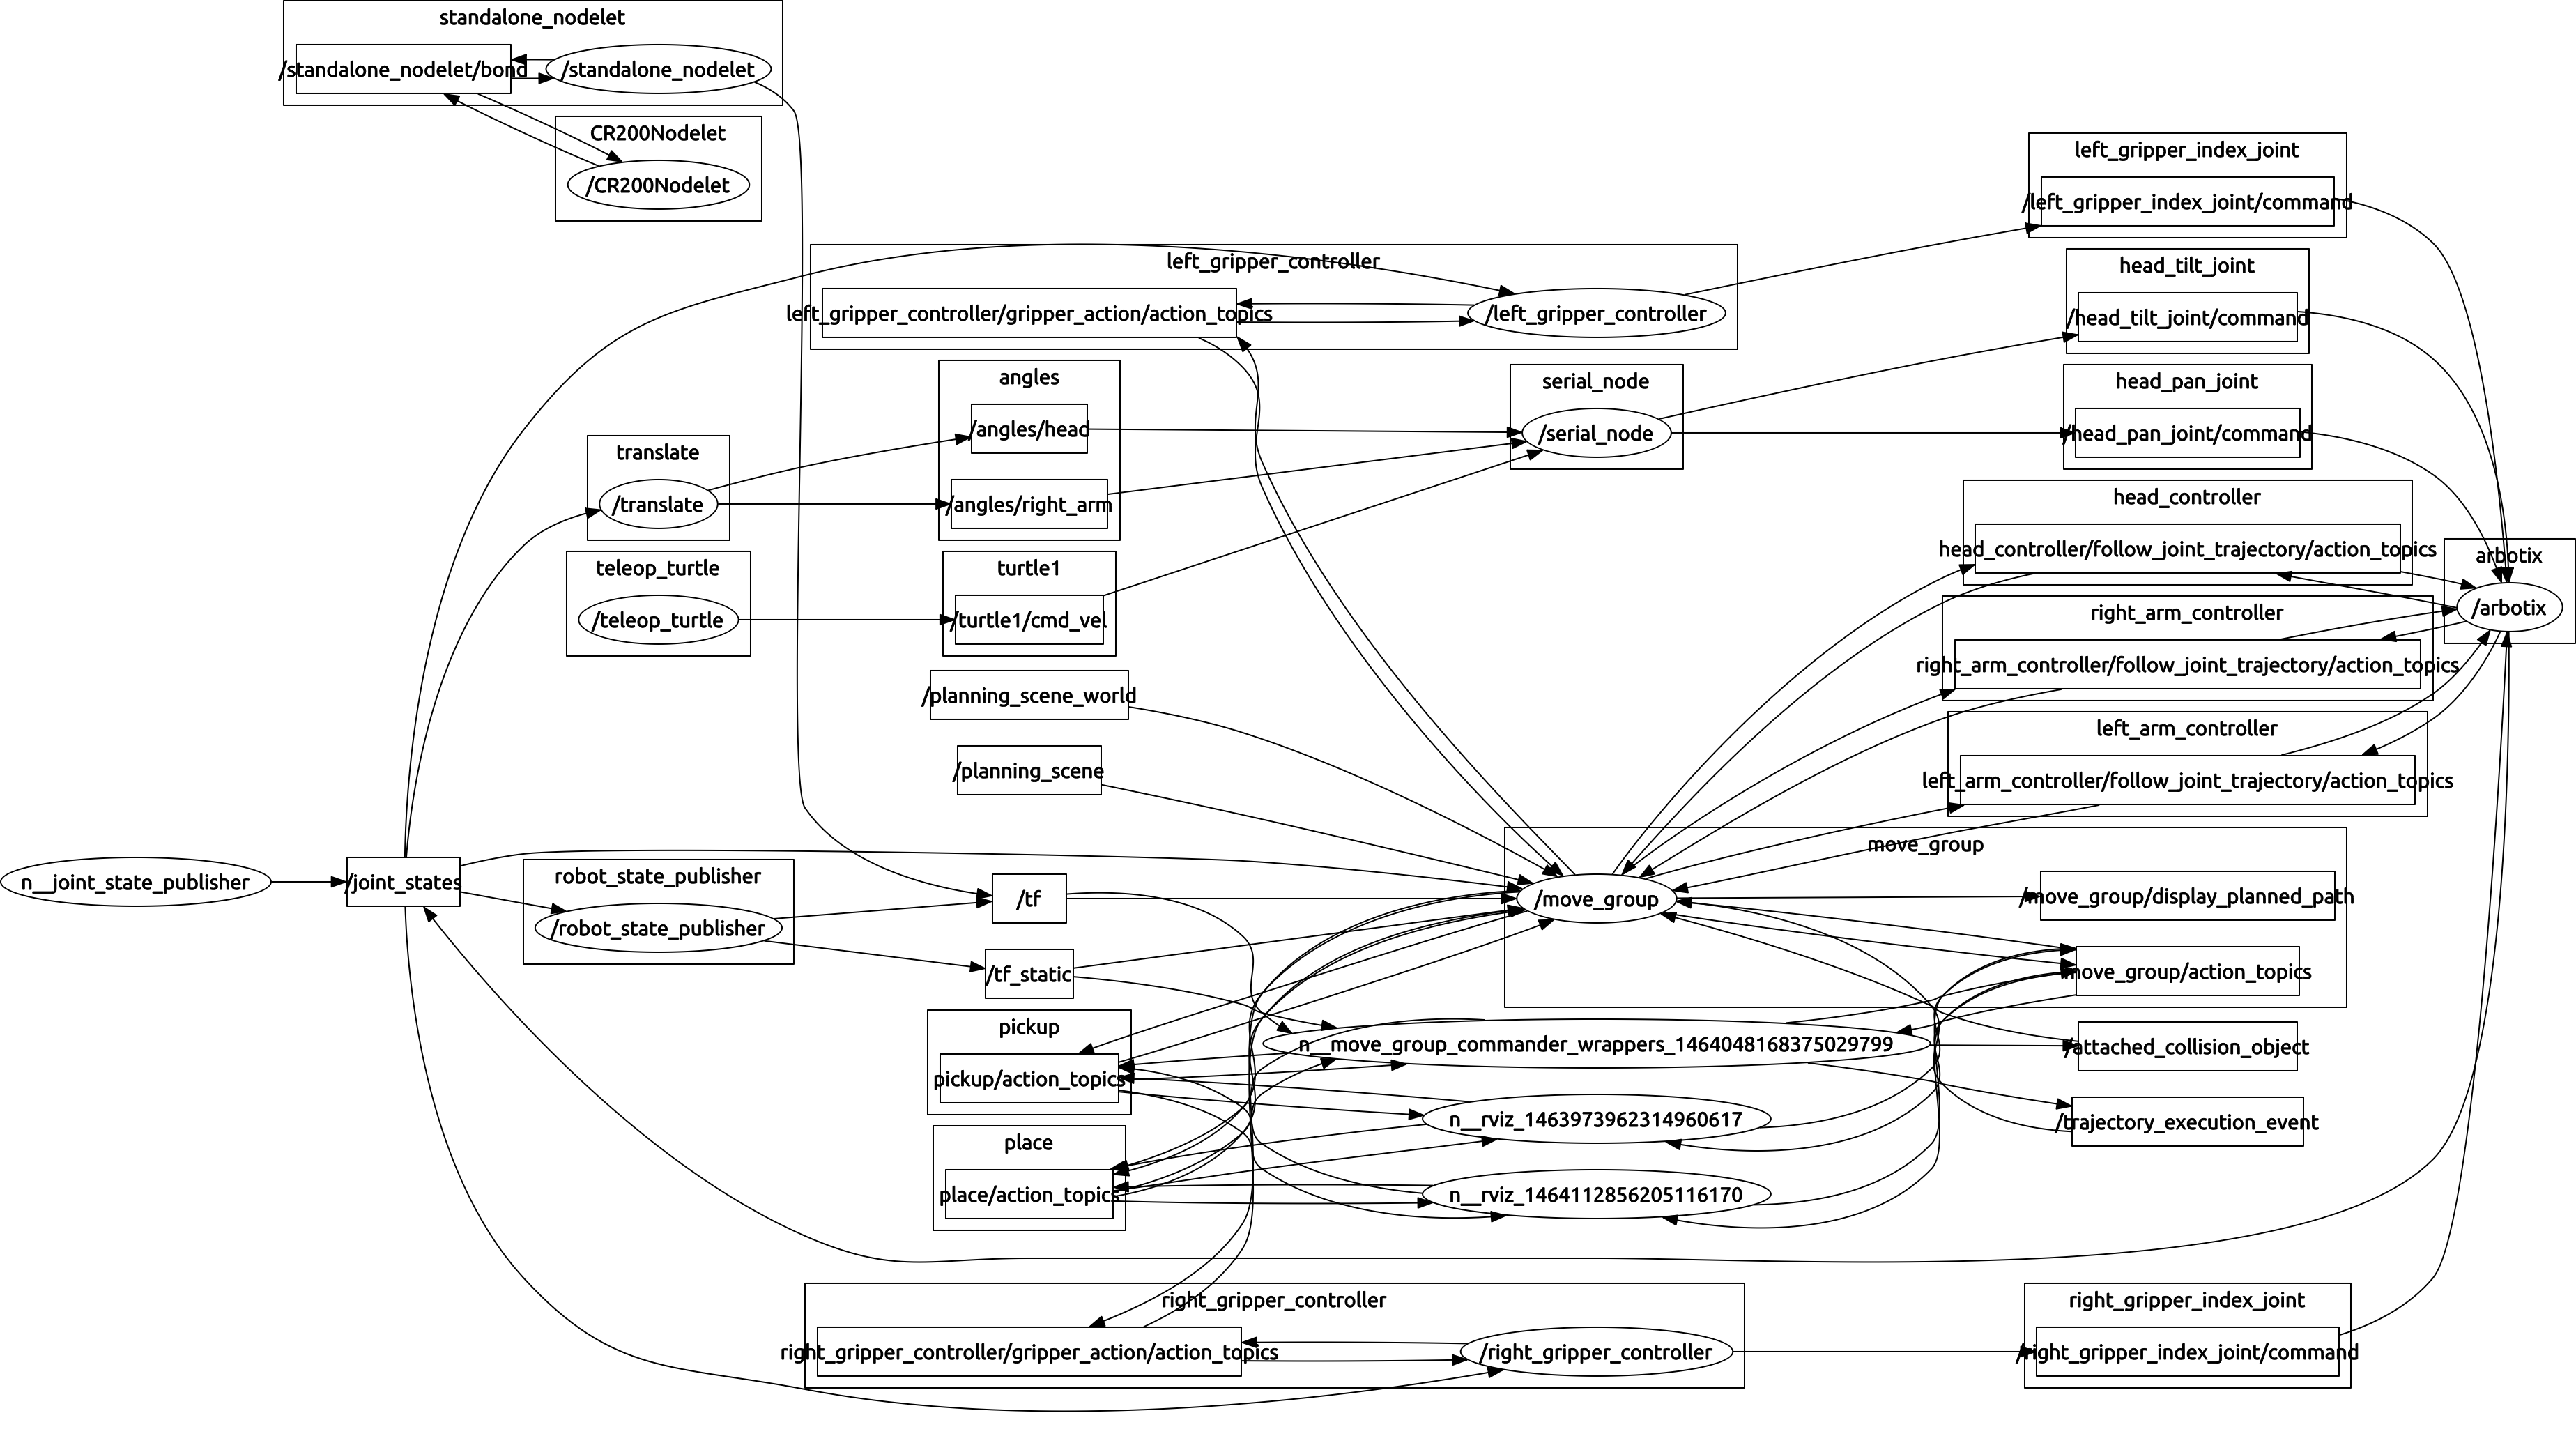 standalone_nodelet
/standalone_nodelet/bond
/standalone_nodelet
CR200Nodelet
/CR200Nodelet
left_gripper_index_joint
/left_gripper_index_joint/command
left_gripper_controller
left_gripper_controller/gripper_action/action_topics
/left_gripper_controller
head_tilt_joint
/head_tilt_joint/command
angles
/angles/head
/angles/right_arm
serial_node
/serial_node
head_pan_joint
/head_pan_joint/command
translate
/translate
head_controller
head_controller/follow_joint_trajectory/action_topics
arbotix
/arbotix
teleop_turtle
/teleop_turtle
turtle1
/turtle1/cmd_vel
right_arm_controller
right_arm_controller/follow_joint_trajectory/action_topics
/planning_scene_world
left_arm_controller
left_arm_controller/follow_joint_trajectory/action_topics
/planning_scene
n__joint_state_publisher
/joint_states
robot_state_publisher
/robot_state_publisher
/tf
/tf_static
move_group
/move_group
/move_group/display_planned_path
move_group/action_topics
pickup
pickup/action_topics
n__move_group_commander_wrappers_1464048168375029799
/attached_collision_object
n__rviz_1463973962314960617
/trajectory_execution_event
place
place/action_topics
n__rviz_1464112856205116170
right_gripper_controller
right_gripper_controller/gripper_action/action_topics
/right_gripper_controller
right_gripper_index_joint
/right_gripper_index_joint/command